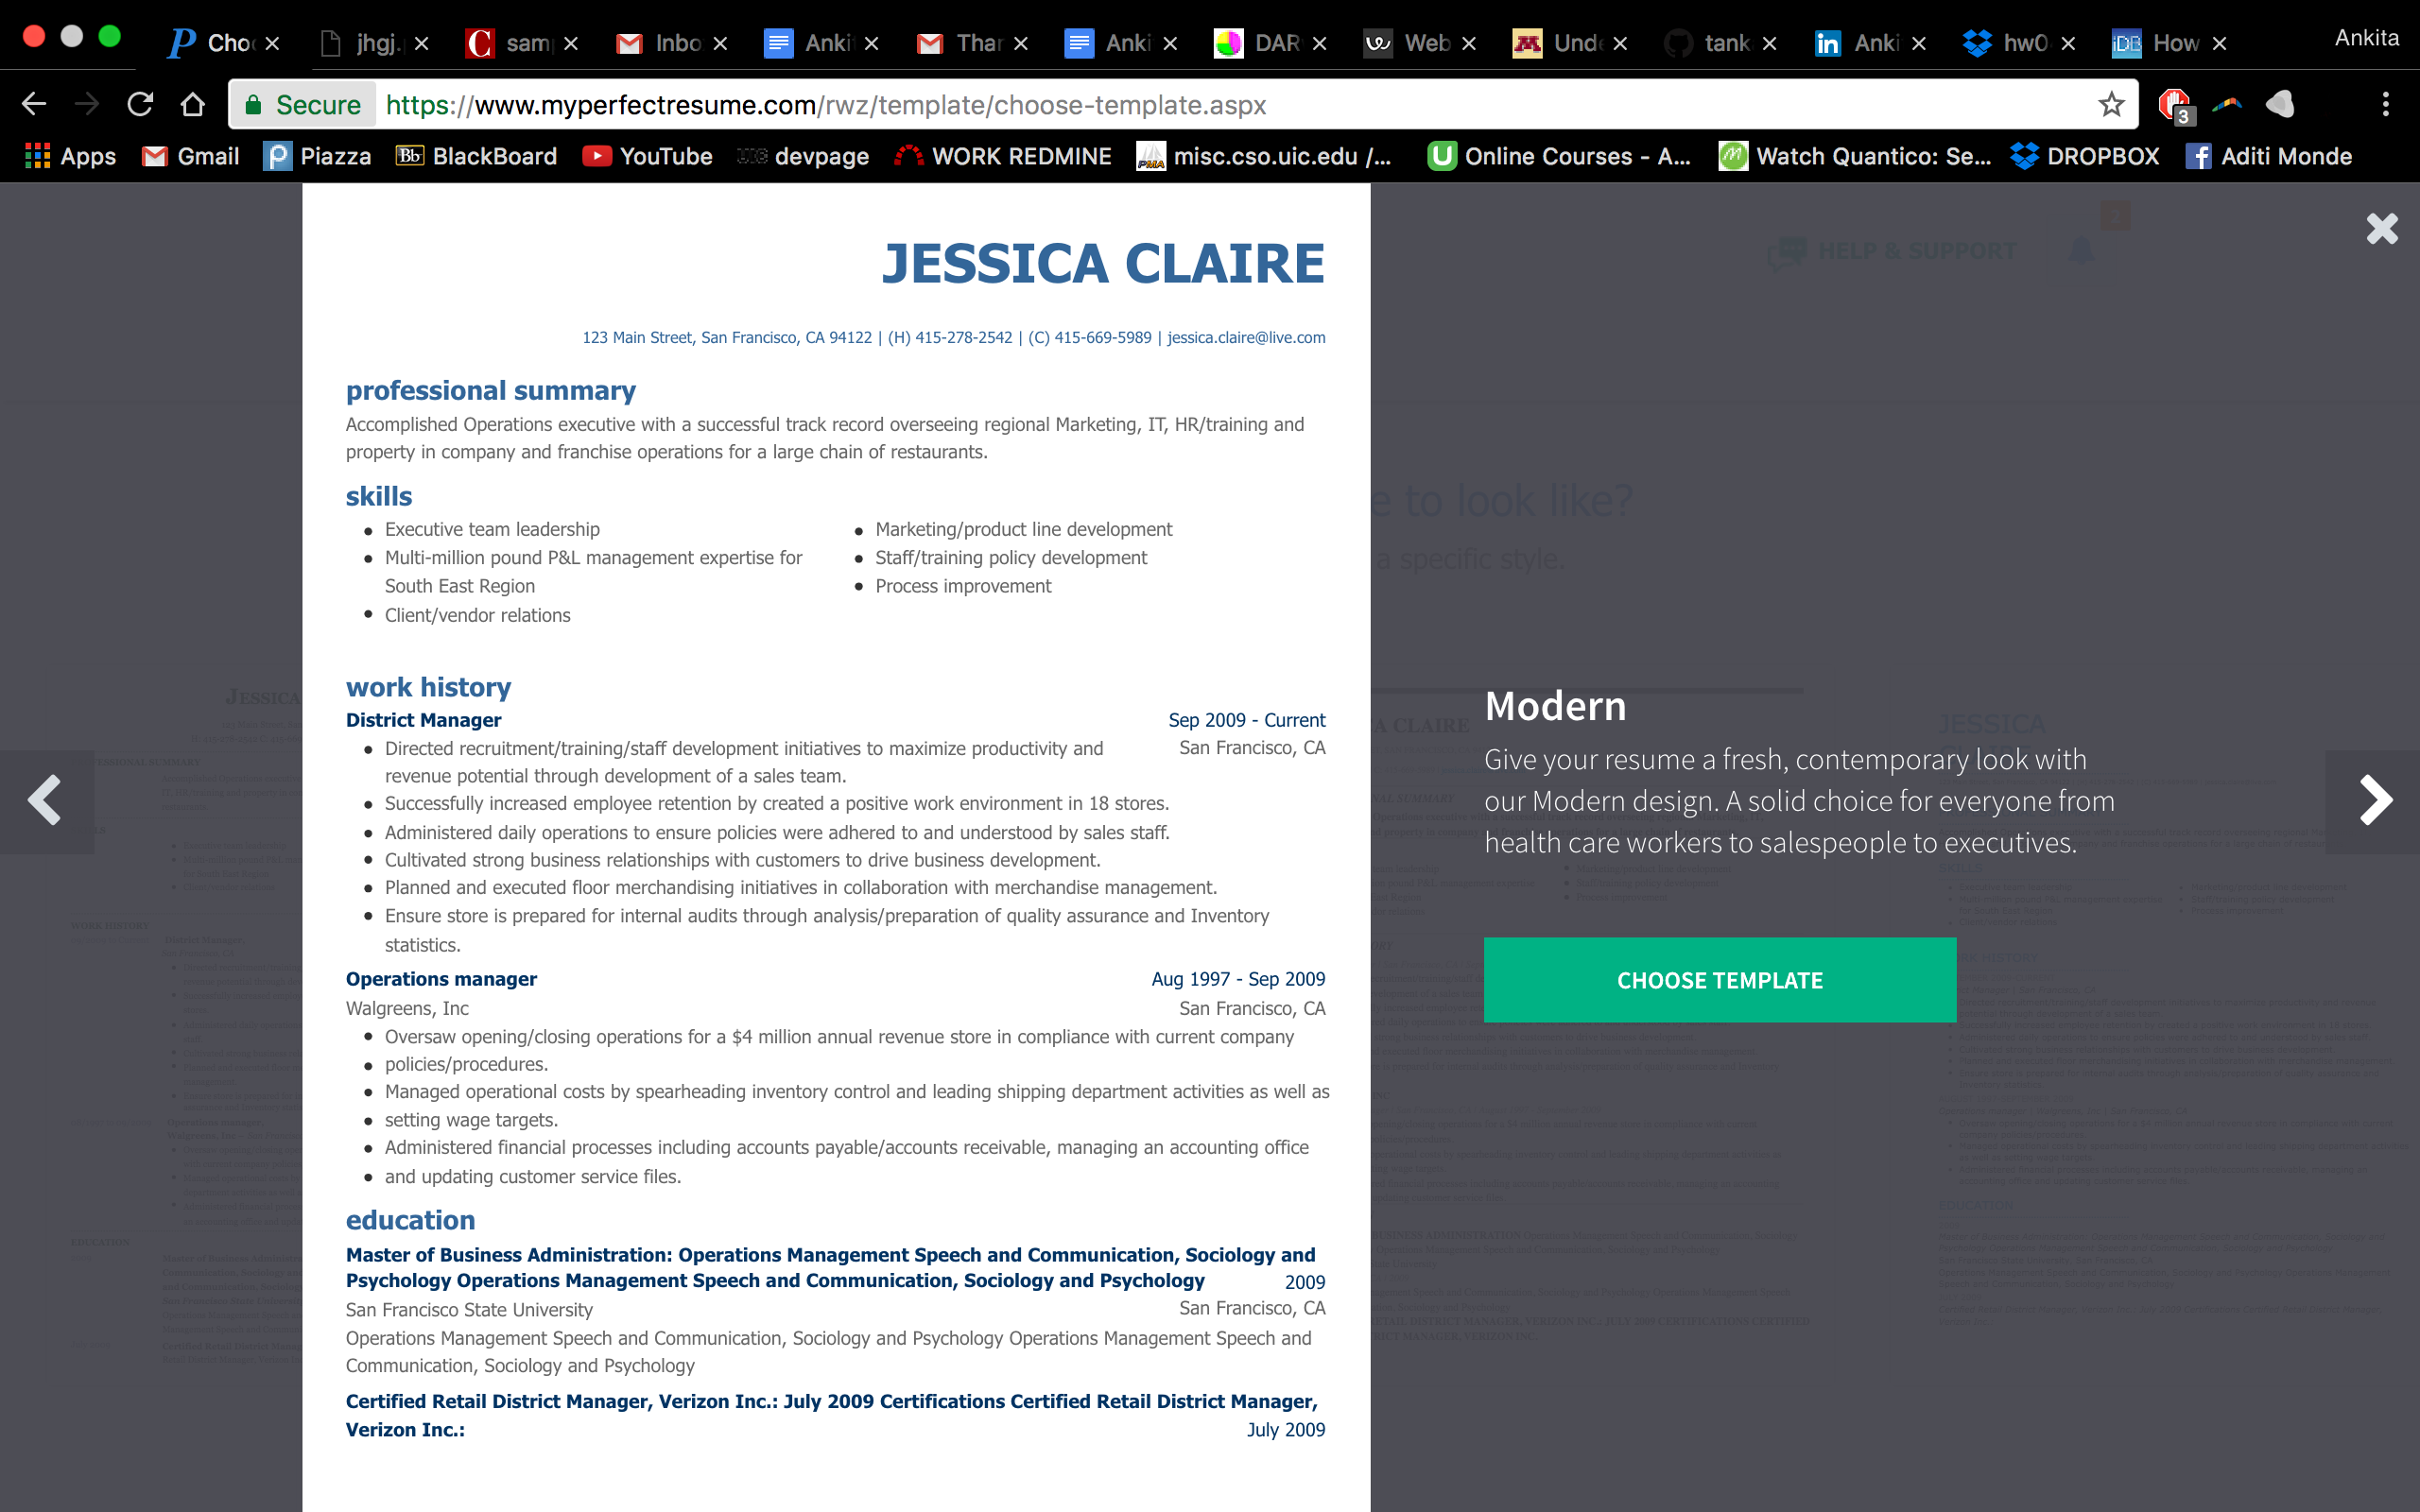 Cho
jhgj.
sam
Inbo
Anki
Thar
Anki
DAR
Web
Und
tank
Anki
hw0
How
Ankita
Secure https://www.myperfectresume.com/rwz/template/choose-template.aspx
3
Apps Gmail Piazza BlackBoard YouTube devpage WORK REDMINE misc.cso.uic.edu /... Online Courses - A... Watch Quantico: Se... DROPBOX Aditi Monde
HELP & SUPPORT
2
JESSICA CLAIRE
123 Main Street, San Francisco, CA 94122 | (H) 415-278-2542 | (C) 415-669-5989 | jessica.claire@live.com
professional summary
Accomplished Operations executive with a successful track record overseeing regional Marketing, IT, HR/training and
property in company and franchise operations for a large chain of restaurants.
skills
Executive team leadership
Multi-million pound P&L management expertise for
South East Region
Client/vendor relations
Marketing/product line development
Staff/training policy development
Process improvement
work history
District Manager Sep 2009 - Current
San Francisco, CA
Directed recruitment/training/staff development initiatives to maximize productivity and
revenue potential through development of a sales team.
Successfully increased employee retention by created a positive work environment in 18 stores.
Administered daily operations to ensure policies were adhered to and understood by sales staff.
Cultivated strong business relationships with customers to drive business development.
Planned and executed floor merchandising initiatives in collaboration with merchandise management.
Ensure store is prepared for internal audits through analysis/preparation of quality assurance and Inventory
statistics.
Operations manager Aug 1997 - Sep 2009
Walgreens, Inc San Francisco, CA
Oversaw opening/closing operations for a $4 million annual revenue store in compliance with current company
policies/procedures.
Managed operational costs by spearheading inventory control and leading shipping department activities as well as
setting wage targets.
Administered financial processes including accounts payable/accounts receivable, managing an accounting office
and updating customer service files.
education
Master of Business Administration: Operations Management Speech and Communication, Sociology and
Psychology Operations Management Speech and Communication, Sociology and Psychology 2009
San Francisco State University San Francisco, CA
Operations Management Speech and Communication, Sociology and Psychology Operations Management Speech and
Communication, Sociology and Psychology
Certified Retail District Manager, Verizon Inc.: July 2009 Certifications Certified Retail District Manager,
Verizon Inc.: July 2009
e to look like?
a specific style.
Modern
Give your resume a fresh, contemporary look with
our Modern design. A solid choice for everyone from
health care workers to salespeople to executives.
CHOOSE TEMPLATE